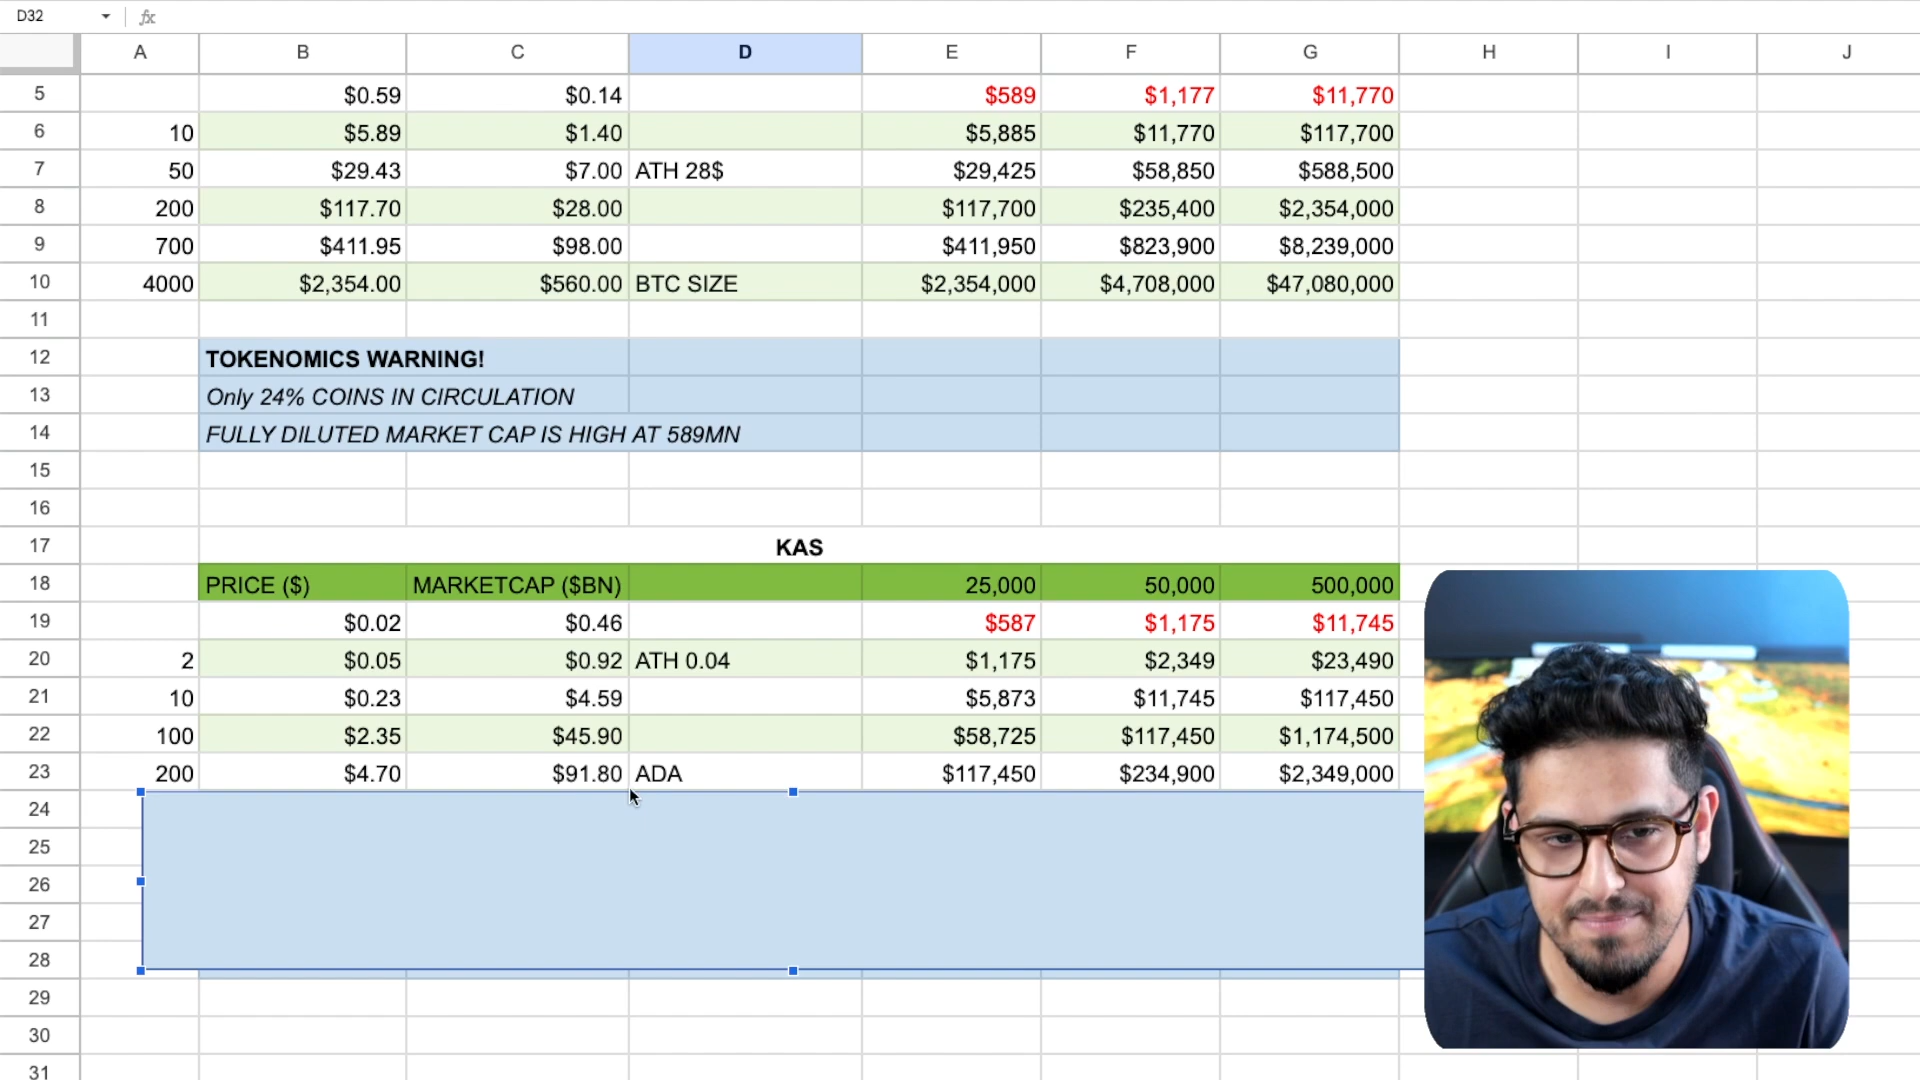 D32
A B C D E F G H I J
5 $0.59 $0.14 $589 $1,177 $11,770
6 10 $5.89 $1.40 $5,885 $11,770 $117,700
7 50 $29.43 $7.00 ATH 28$ $29,425 $58,850 $588,500
8 200 $117.70 $28.00 $117,700 $235,400 $2,354,000
9 700 $411.95 $98.00 $411,950 $823,900 $8,239,000
10 4000 $2,354.00 $560.00 BTC SIZE $2,354,000 $4,708,000 $47,080,000
11
12 TOKENOMICS WARNING!
13 Only 24% COINS IN CIRCULATION
14 FULLY DILUTED MARKET CAP IS HIGH AT 589MN
15
16
17 KAS
18 PRICE ($) MARKETCAP ($BN) 25,000 50,000 500,000
19 $0.02 $0.46 $587 $1,175 $11,745
20 2 $0.05 $0.92 ATH 0.04 $1,175 $2,349 $23,490
21 10 $0.23 $4.59 $5,873 $11,745 $117,450
22 100 $2.35 $45.90 $58,725 $117,450 $1,174,500
23 200 $4.70 $91.80 ADA $117,450 $234,900 $2,349,000
24
25
26
27
28
29
30
31